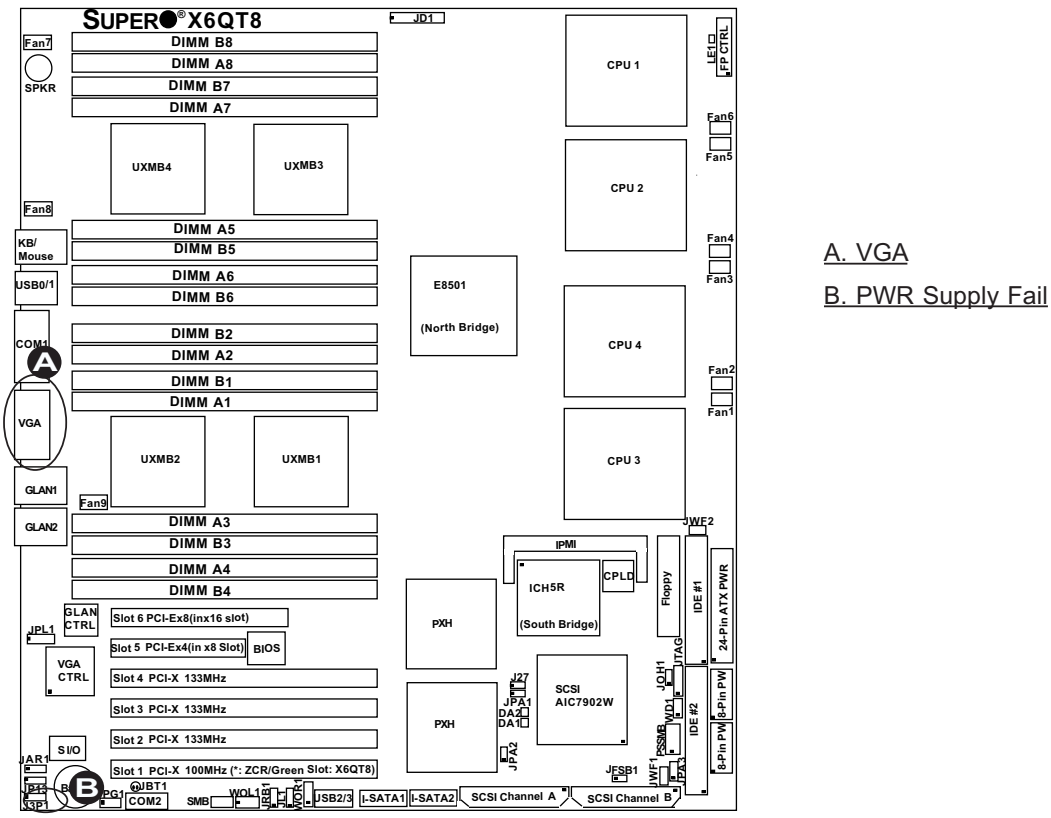 SUPER® X6QT8
JD1
Fan7
SPKR
DIMM B8
DIMM A8
DIMM B7
DIMM A7
CPU 1
LE1
FP CTRL
Fan6
Fan5
UXMB4
UXMB3
CPU 2
Fan8
DIMM A5
DIMM B5
DIMM A6
DIMM B6
KB/
Mouse
USB0/1
Fan4
Fan3
A. VGA
B. PWR Supply Fail
E8501
(North Bridge)
COM1
A
DIMM B2
DIMM A2
DIMM B1
DIMM A1
CPU 4
Fan2
Fan1
VGA
UXMB2
UXMB1
CPU 3
GLAN1
Fan9
GLAN2
DIMM A3
DIMM B3
DIMM A4
DIMM B4
JWF2
IPMI
ICH5R
(South Bridge)
CPLD
Floppy
IDE #1
24-Pin ATX PWR
GLAN
CTRL
JPL1
VGA
CTRL
Slot 6 PCI-Ex8(inx16 slot)
Slot 5 PCI-Ex4(in x8 Slot)
BIOS
Slot 4 PCI-X 133MHz
Slot 3 PCI-X 133MHz
Slot 2 PCI-X 133MHz
Slot 1 PCI-X 100MHz (*: ZCR/Green Slot: X6QT8)
PXH
PXH
J27
JPA1
DA2
DA1
JPA2
SCSI
AIC7902W
JTAG
JOH1
WD1
PSSMB
IDE #2
8-Pin PW
8-Pin PW
JFSB1
JWF1
JPA3
S I/O
JAR1
JP13
J3P1
B
PG1
JBT1
COM2
SMB
WOL1
JRB1
JL1
WOR1
USB2/3
I-SATA1
I-SATA2
SCSI Channel A
SCSI Channel B